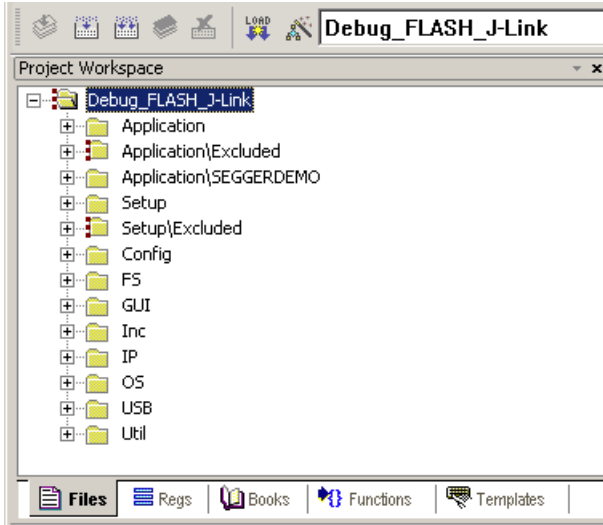 LOAD
Debug_FLASH_J-Link
Project Workspace
Debug_FLASH_J-Link
Application
Application\Excluded
Application\SEGGERDEMO
Setup
Setup\Excluded
Config
FS
GUI
Inc
IP
OS
USB
Util
Files Regs Books Functions Templates